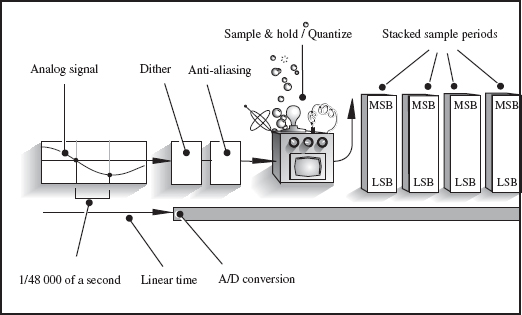 Sample & hold / Quantize
Stacked sample periods
Analog signal
Dither
Anti-aliasing
MSB
MSB
MSB
MSB
LSB
LSB
LSB
LSB
1/48 000 of a second
Linear time
A/D conversion